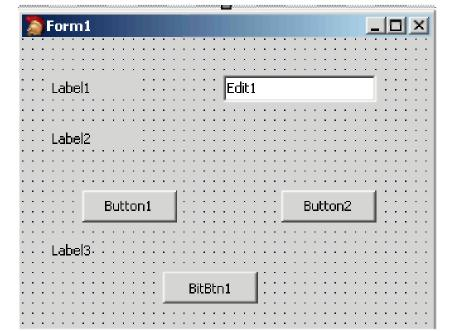 Form1
Label1 Edit1
Label2
Button1 Button2
Label3
BitBtn1